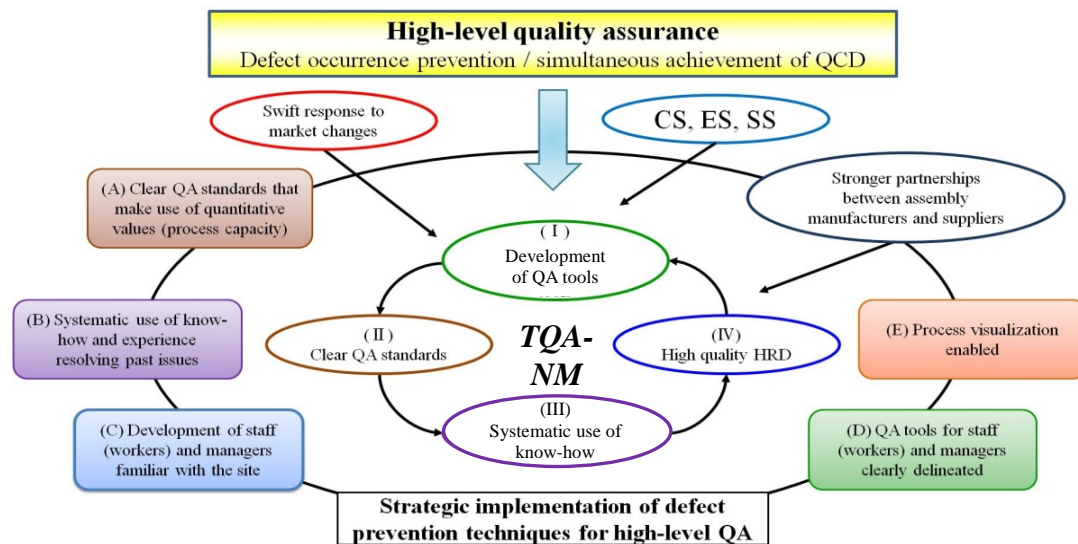 High-level quality assurance
Defect occurrence prevention / simultaneous achievement of QCD
Swift response to
market changes
CS, ES, SS
(A) Clear QA standards that
make use of quantitative
values (process capacity)
Stronger partnerships
between assembly
manufacturers and suppliers
( I )
Development
of QA tools
(B) Systematic use of know-
how and experience
resolving past issues
(II)
Clear QA standards
TQA-
NM
(IV)
High quality HRD
(E) Process visualization
enabled
(III)
Systematic use of
know-how
(C) Development of staff
(workers) and managers
familiar with the site
(D) QA tools for staff
(workers) and managers
clearly delineated
Strategic implementation of defect
prevention techniques for high-level QA